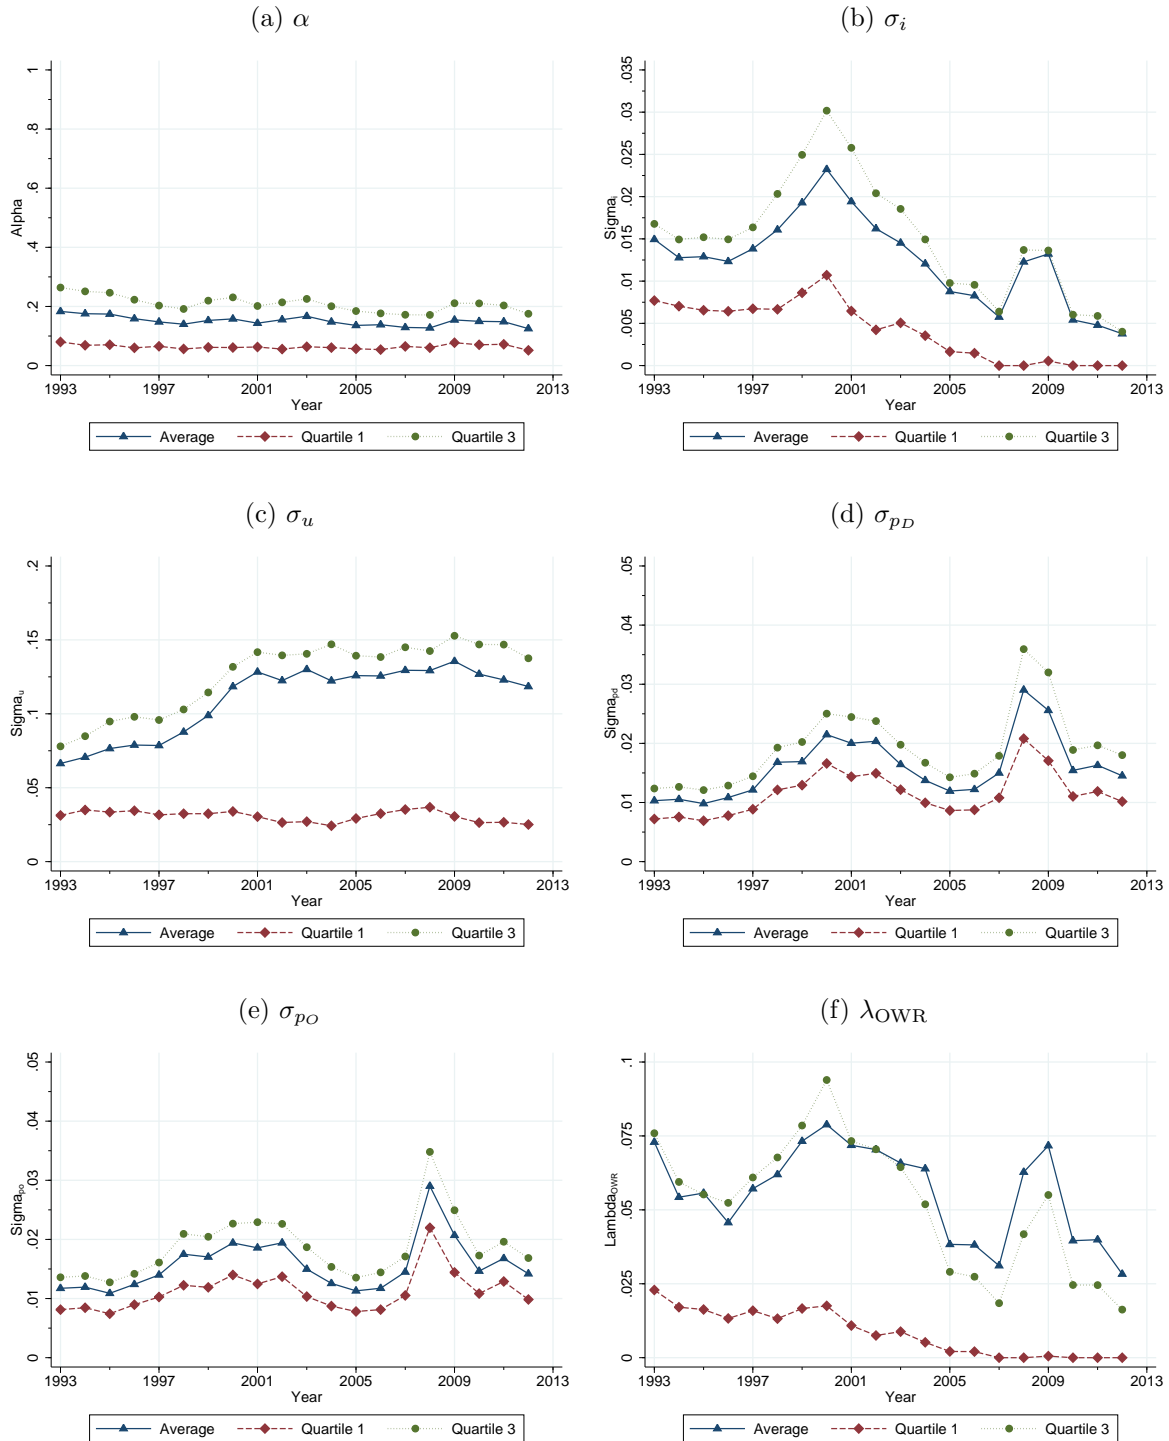 (a) α
Alpha
1
.8
.6
.4
.2
0
1993 1997 2001 2005 2009 2013
Year
Average Quartile 1 Quartile 3
(b) σi
Sigmai
.035
.03
.025
.02
.015
.01
.005
0
1993 1997 2001 2005 2009 2013
Year
Average Quartile 1 Quartile 3
(c) σu
Sigmau
.2
.15
.1
.05
0
1993 1997 2001 2005 2009 2013
Year
Average Quartile 1 Quartile 3
(d) σpD
Sigmapd
.05
.04
.03
.02
.01
0
1993 1997 2001 2005 2009 2013
Year
Average Quartile 1 Quartile 3
(e) σpO
Sigmapo
.05
.04
.03
.02
.01
0
1993 1997 2001 2005 2009 2013
Year
Average Quartile 1 Quartile 3
(f) λOWR
LambdaOWR
.1
.075
.05
.025
0
1993 1997 2001 2005 2009 2013
Year
Average Quartile 1 Quartile 3